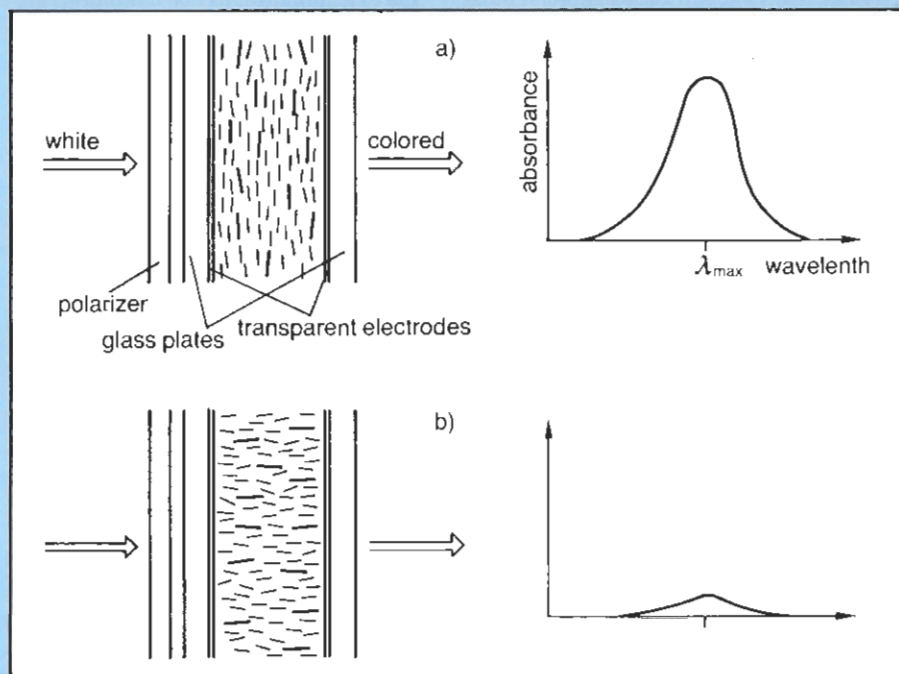 a)
white
colored
absorbance
λmax wavelenth
polarizer
glass plates
transparent electrodes
b)